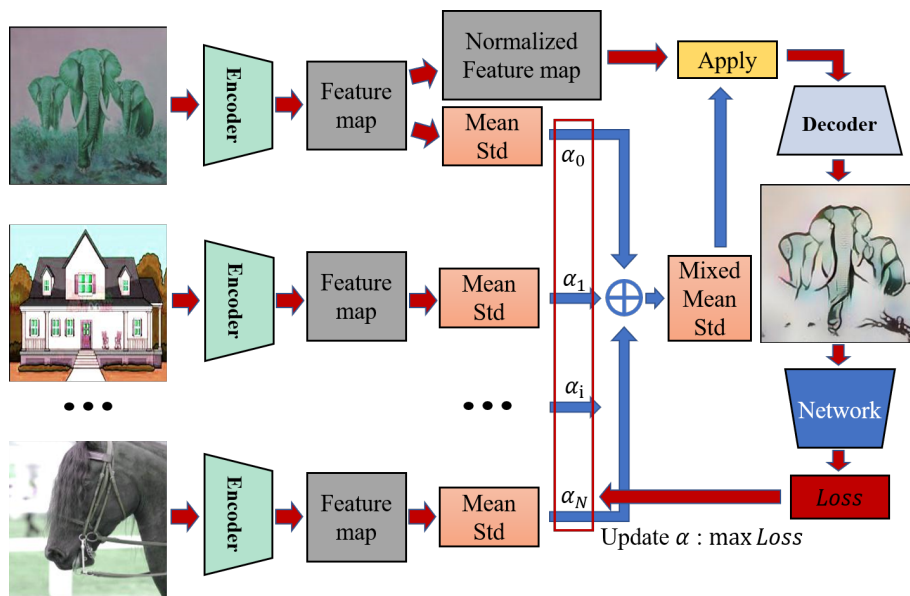 Encoder
Feature
map
Normalized
Feature map
Mean
Std
α₀
Apply
Decoder
Encoder
Feature
map
Mean
Std
α₁
Mixed
Mean
Std
• • •
• • •
αᵢ
Network
Encoder
Feature
map
Mean
Std
α_N
Loss
Update α : max Loss